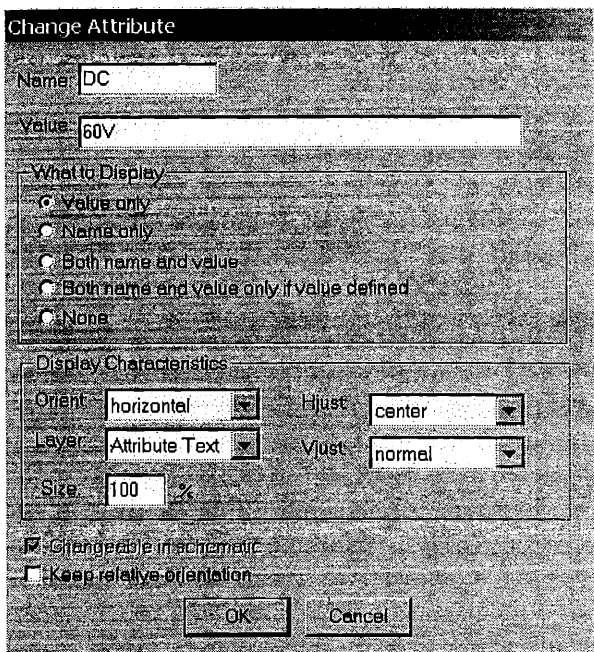 Change Attribute
Name: DC
Value: 60V
What to Display
Value only
Name only
Both name and value
Both name and value only if value defined
None
Display Characteristics
Orient horizontal Hjust center
Layer Attribute Text Vjust normal
Size 100 %
Changeable in schematic
Keep relative orientation
OK Cancel